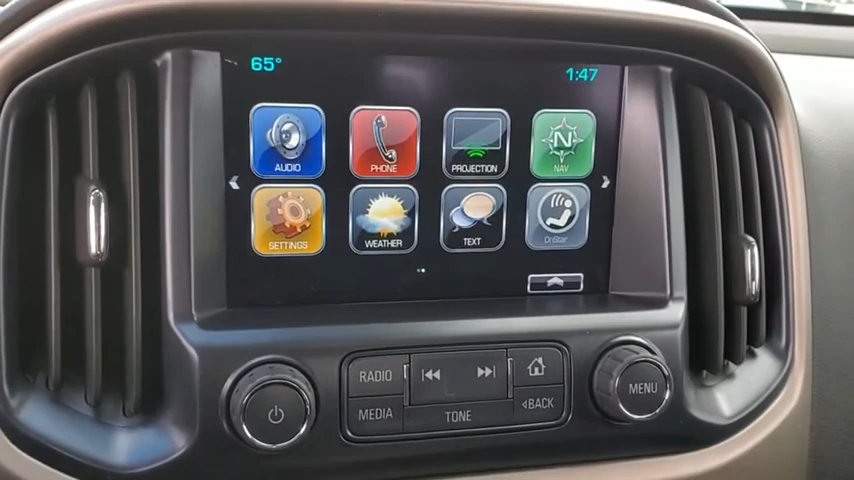 65° 1:47
AUDIO PHONE PROJECTION NAV
N
SETTINGS WEATHER TEXT OnStar
RADIO
MEDIA TONE BACK
MENU